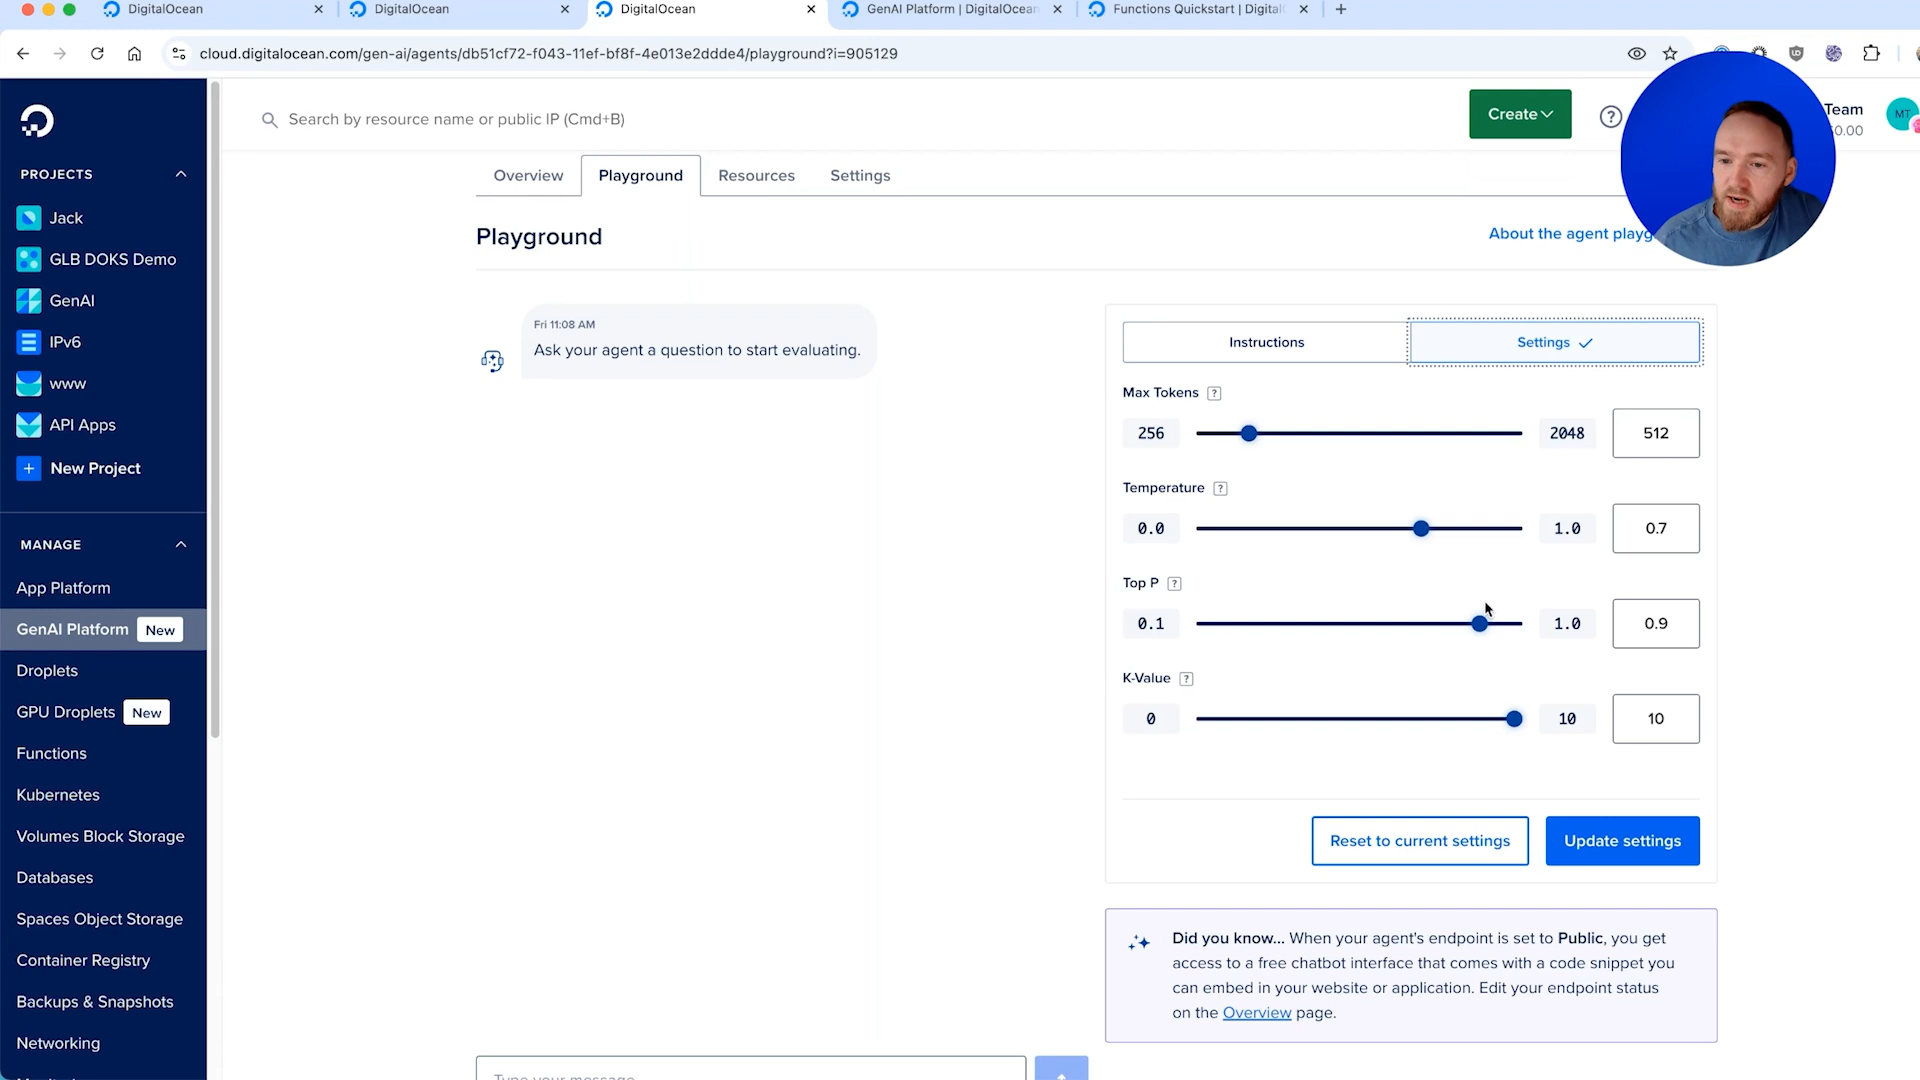 DigitalOcean
DigitalOcean
DigitalOcean
GenAI Platform | DigitalOcean
Functions Quickstart | Digital
cloud.digitalocean.com/gen-ai/agents/db51cf72-f043-11ef-bf8f-4e013e2ddde4/playground?i=905129
Search by resource name or public IP (Cmd+B)
Create
?
Team
0.00
MT
PROJECTS
Jack
GLB DOKS Demo
GenAI
IPv6
www
API Apps
+ New Project
MANAGE
App Platform
GenAI Platform New
Droplets
GPU Droplets New
Functions
Kubernetes
Volumes Block Storage
Databases
Spaces Object Storage
Container Registry
Backups & Snapshots
Networking
Overview
Playground
Resources
Settings
Playground
About the agent playg
Fri 11:08 AM
Ask your agent a question to start evaluating.
Instructions
Settings
Max Tokens ?
256 2048 512
Temperature ?
0.0 1.0 0.7
Top P ?
0.1 1.0 0.9
K-Value ?
0 10 10
Reset to current settings
Update settings
Did you know... When your agent's endpoint is set to Public, you get
access to a free chatbot interface that comes with a code snippet you
can embed in your website or application. Edit your endpoint status
on the Overview page.
Type your message